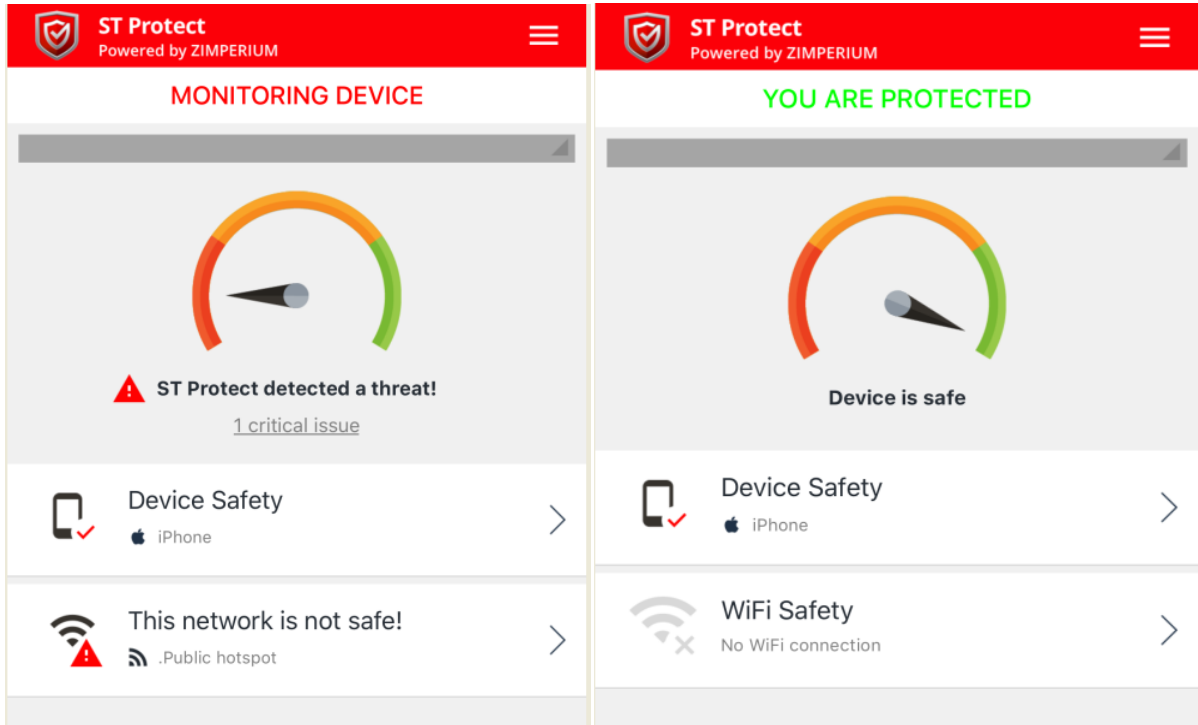 ST Protect
Powered by ZIMPERIUM
MONITORING DEVICE
ST Protect detected a threat!
1 critical issue
Device Safety
iPhone
This network is not safe!
.Public hotspot
ST Protect
Powered by ZIMPERIUM
YOU ARE PROTECTED
Device is safe
Device Safety
iPhone
WiFi Safety
No WiFi connection